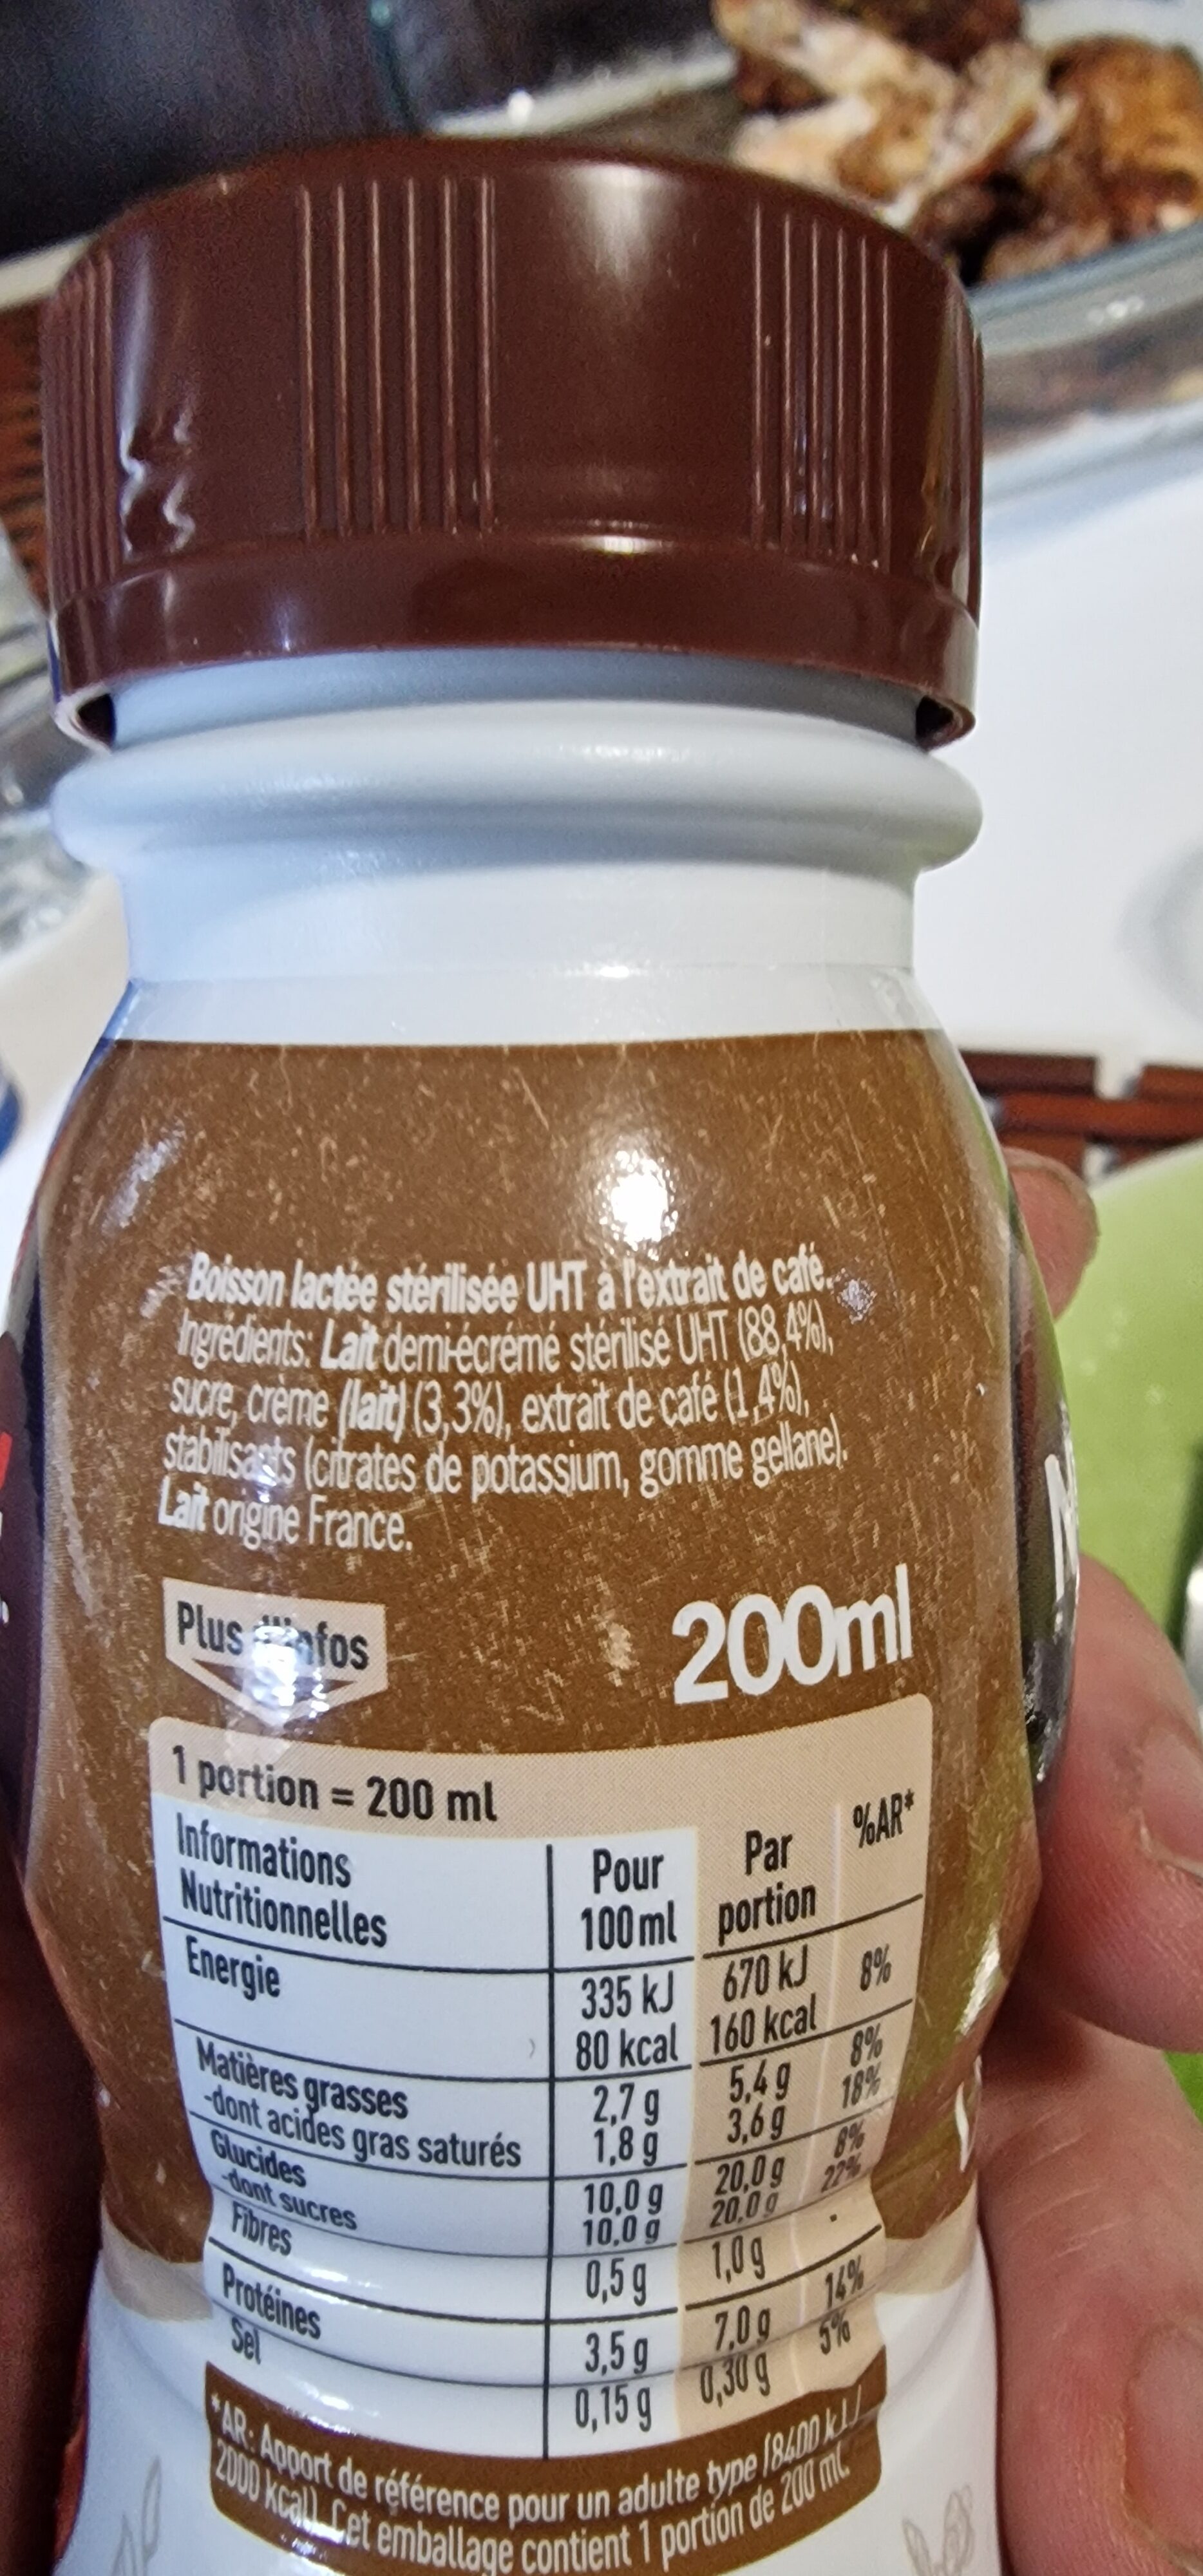 Boisson lactée stérilisée UHT à l'extrait de café.
Ingrédients: Lait demi-écrémé stérilisé UHT (88,4%),
sucre, crème (lait) (3,3%), extrait de café (1,4%),
stabilisants (citrates de potassium, gomme gellane).
Lait origine France.
Plus d'infos
200ml
1 portion = 200 ml
Informations Nutritionnelles Pour 100ml Par portion %AR*
Energie 335 kJ 670 kJ 8%
80 kcal 160 kcal
Matières grasses 2,7 g 5,4 g 8%
-dont acides gras saturés 1,8 g 3,6 g 18%
Glucides 10,0 g 20,0 g 8%
-dont sucres 10,0 g 20,0 g 22%
Fibres 0,5 g 1,0 g -
Protéines 3,5 g 7,0 g 14%
Sel 0,15 g 0,30 g 5%
*AR: Apport de référence pour un adulte type (8400 kJ/
2000 kcal). Cet emballage contient 1 portion de 200 ml.